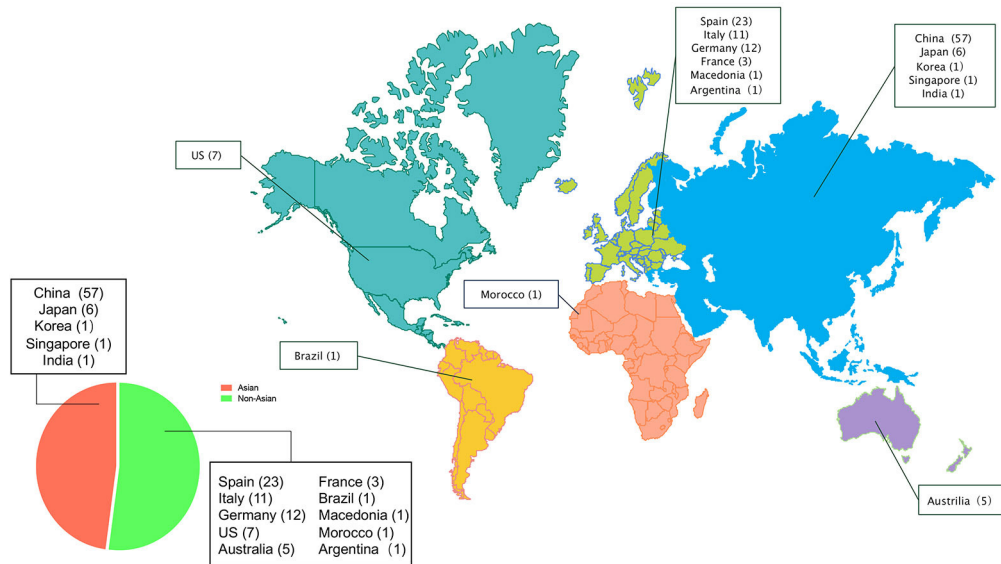 Spain (23)
Italy (11)
Germany (12)
France (3)
Macedonia (1)
Argentina (1)
China (57)
Japan (6)
Korea (1)
Singapore (1)
India (1)
US (7)
Morocco (1)
Brazil (1)
Austrilia (5)
China (57)
Japan (6)
Korea (1)
Singapore (1)
India (1)
Asian
Non-Asian
Spain (23) France (3)
Italy (11) Brazil (1)
Germany (12) Macedonia (1)
US (7) Morocco (1)
Australia (5) Argentina (1)